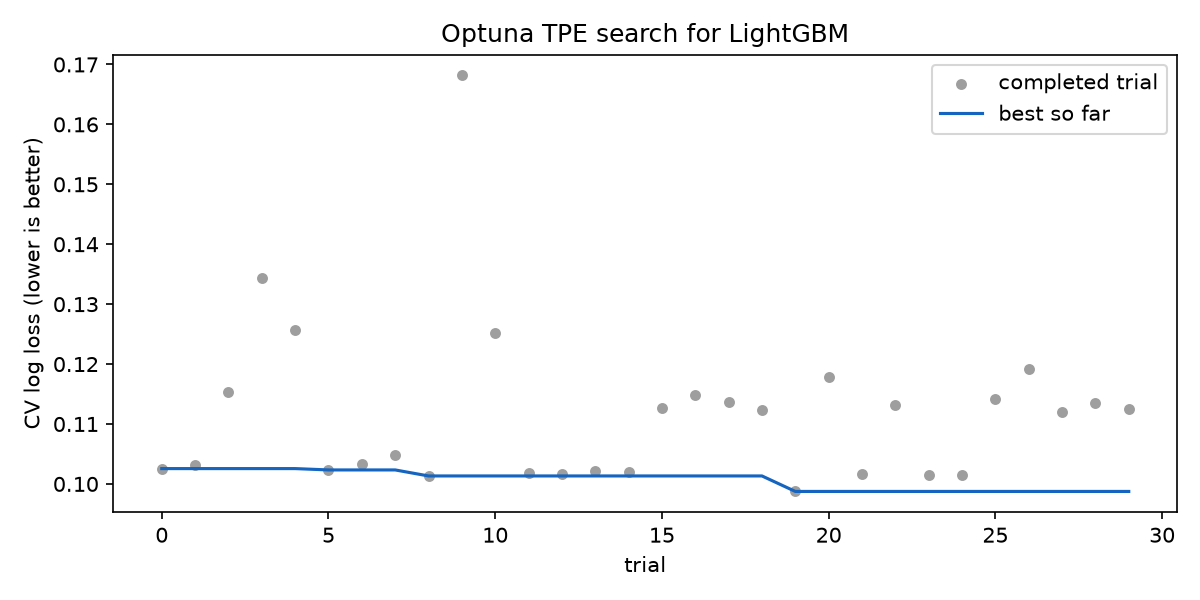 Optuna TPE search for LightGBM
completed trial
best so far
CV log loss (lower is better)
0.17
0.16
0.15
0.14
0.13
0.12
0.11
0.10
0 5 10 15 20 25 30
trial